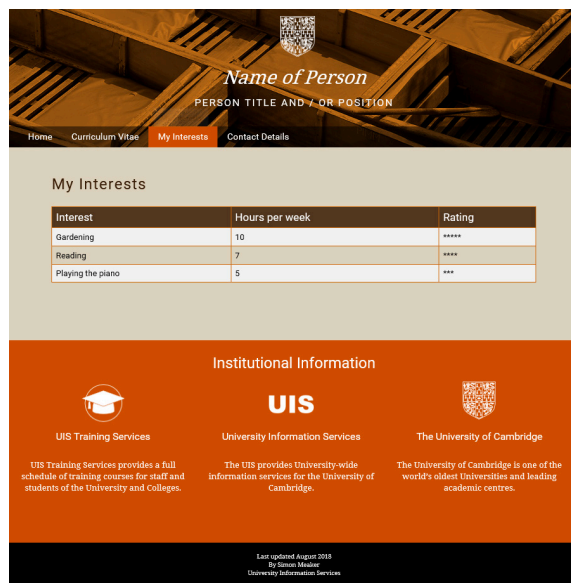 Name of Person
PERSON TITLE AND / OR POSITION
Home Curriculum Vitae My Interests Contact Details
My Interests
Interest Hours per week Rating
Gardening 10 *****
Reading 7 ****
Playing the piano 5 ***
Institutional Information
UIS
UIS Training Services University Information Services The University of Cambridge
UIS Training Services provides a full
schedule of training courses for staff and
students of the University and Colleges.
The UIS provides University-wide
information services for the University of
Cambridge.
The University of Cambridge is one of the
world's oldest Universities and leading
academic centres.
Last updated August 2018
By Simon Meaker
University Information Services